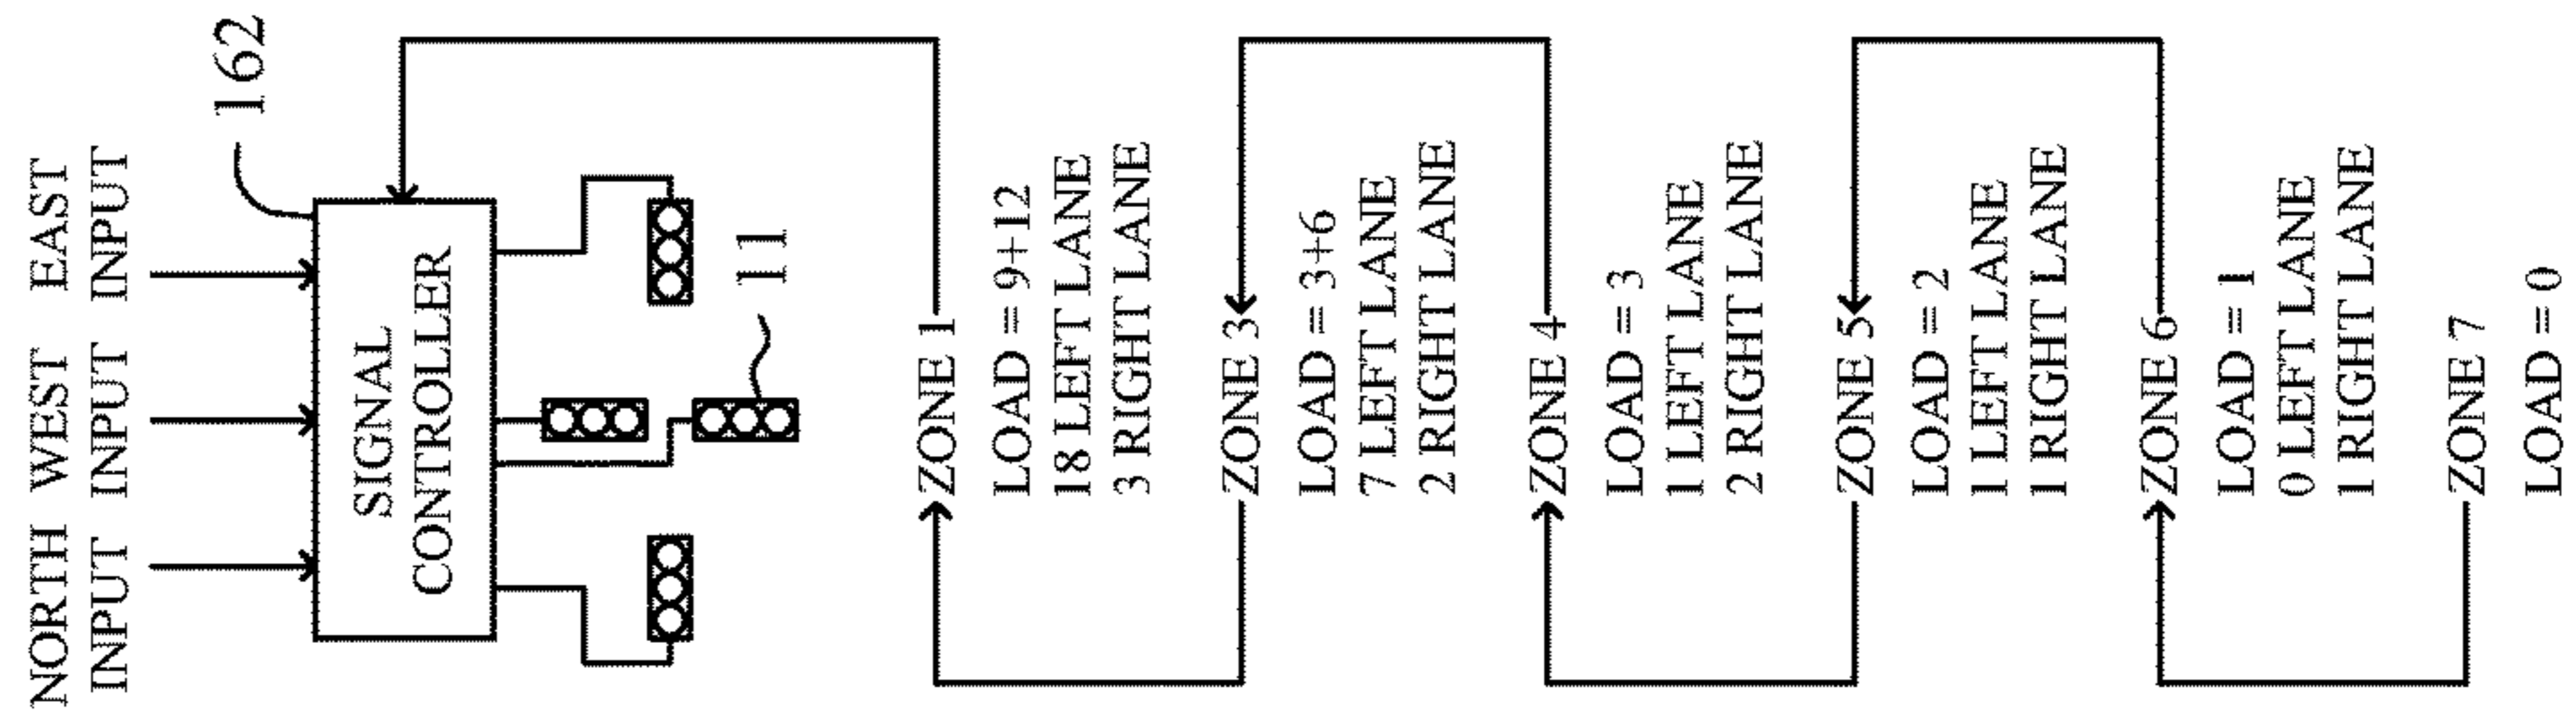 NORTH
INPUT
WEST
INPUT
EAST
INPUT
162
SIGNAL
CONTROLLER
11
ZONE 1
LOAD = 9+12
18 LEFT LANE
3 RIGHT LANE
ZONE 3
LOAD = 3+6
7 LEFT LANE
2 RIGHT LANE
ZONE 4
LOAD = 3
1 LEFT LANE
2 RIGHT LANE
ZONE 5
LOAD = 2
1 LEFT LANE
1 RIGHT LANE
ZONE 6
LOAD = 1
0 LEFT LANE
1 RIGHT LANE
ZONE 7
LOAD = 0